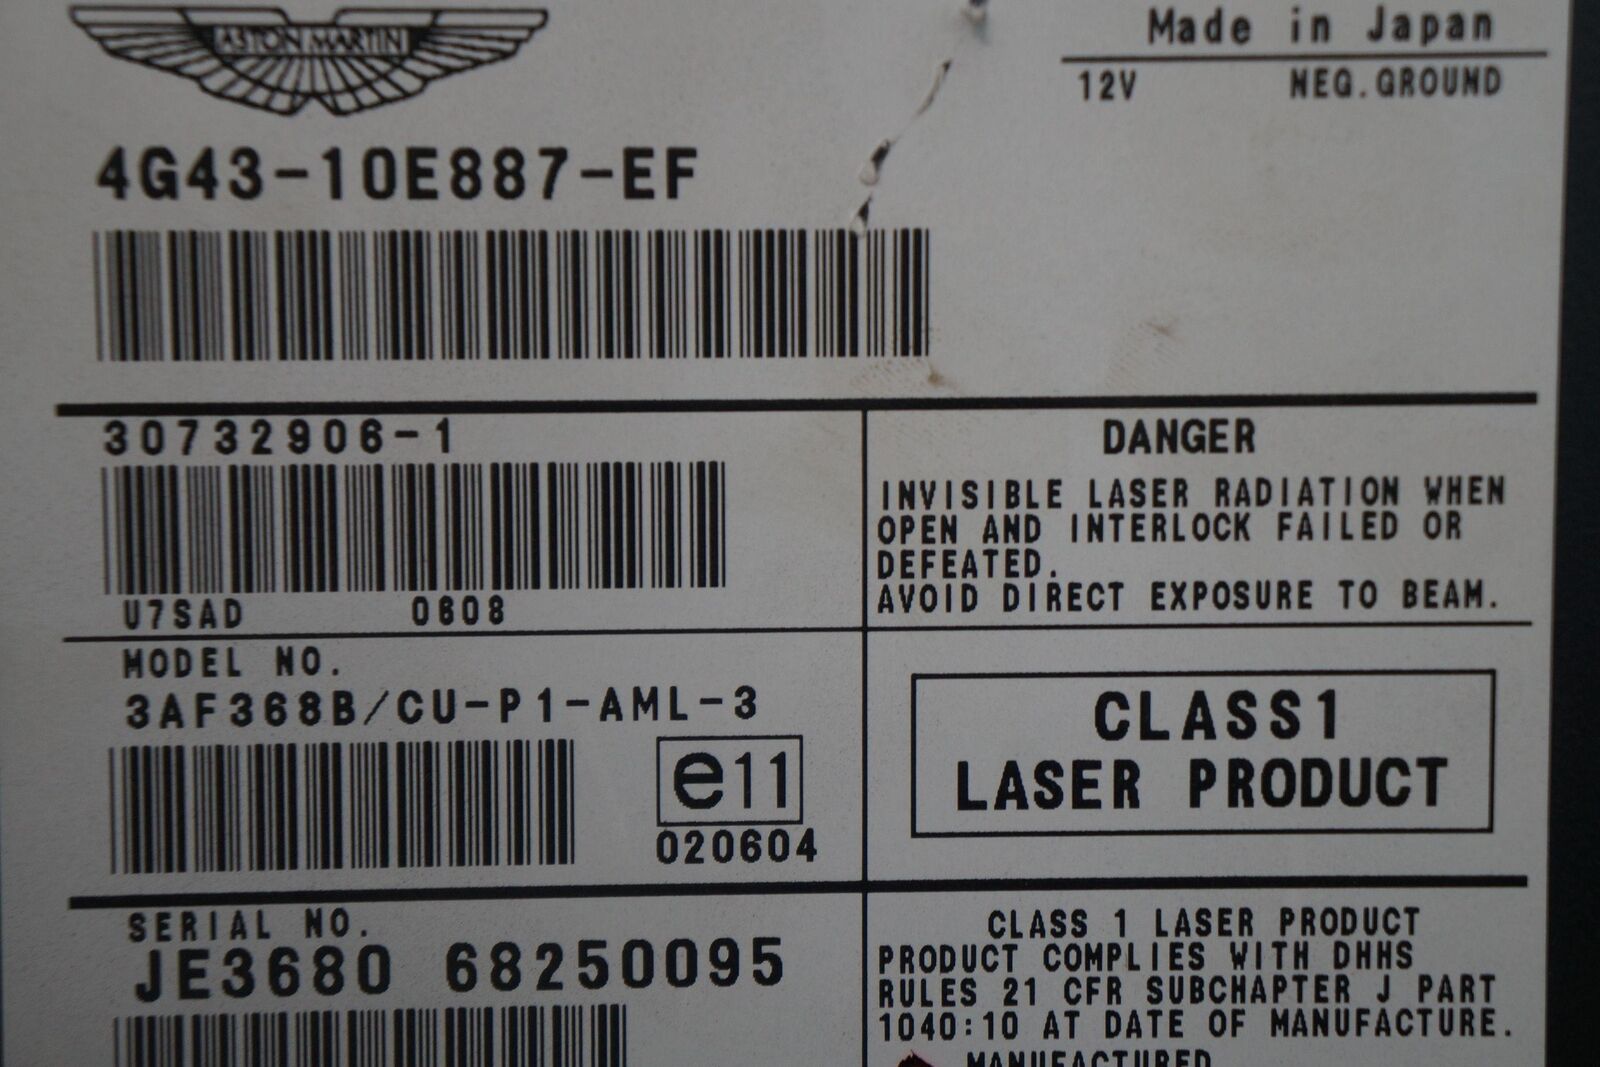 ASTON MARTIN
Made in Japan
12V NEG.GROUND
4G43-10E887-EF
30732906-1
U7SAD 0608
DANGER
INVISIBLE LASER RADIATION WHEN
OPEN AND INTERLOCK FAILED OR
DEFEATED.
AVOID DIRECT EXPOSURE TO BEAM.
MODEL NO.
3AF368B/CU-P1-AML-3
e11
020604
CLASS1
LASER PRODUCT
SERIAL NO.
JE3680 68250095
CLASS 1 LASER PRODUCT
PRODUCT COMPLIES WITH DHHS
RULES 21 CFR SUBCHAPTER J PART
1040:10 AT DATE OF MANUFACTURE.
MANUFACTURED